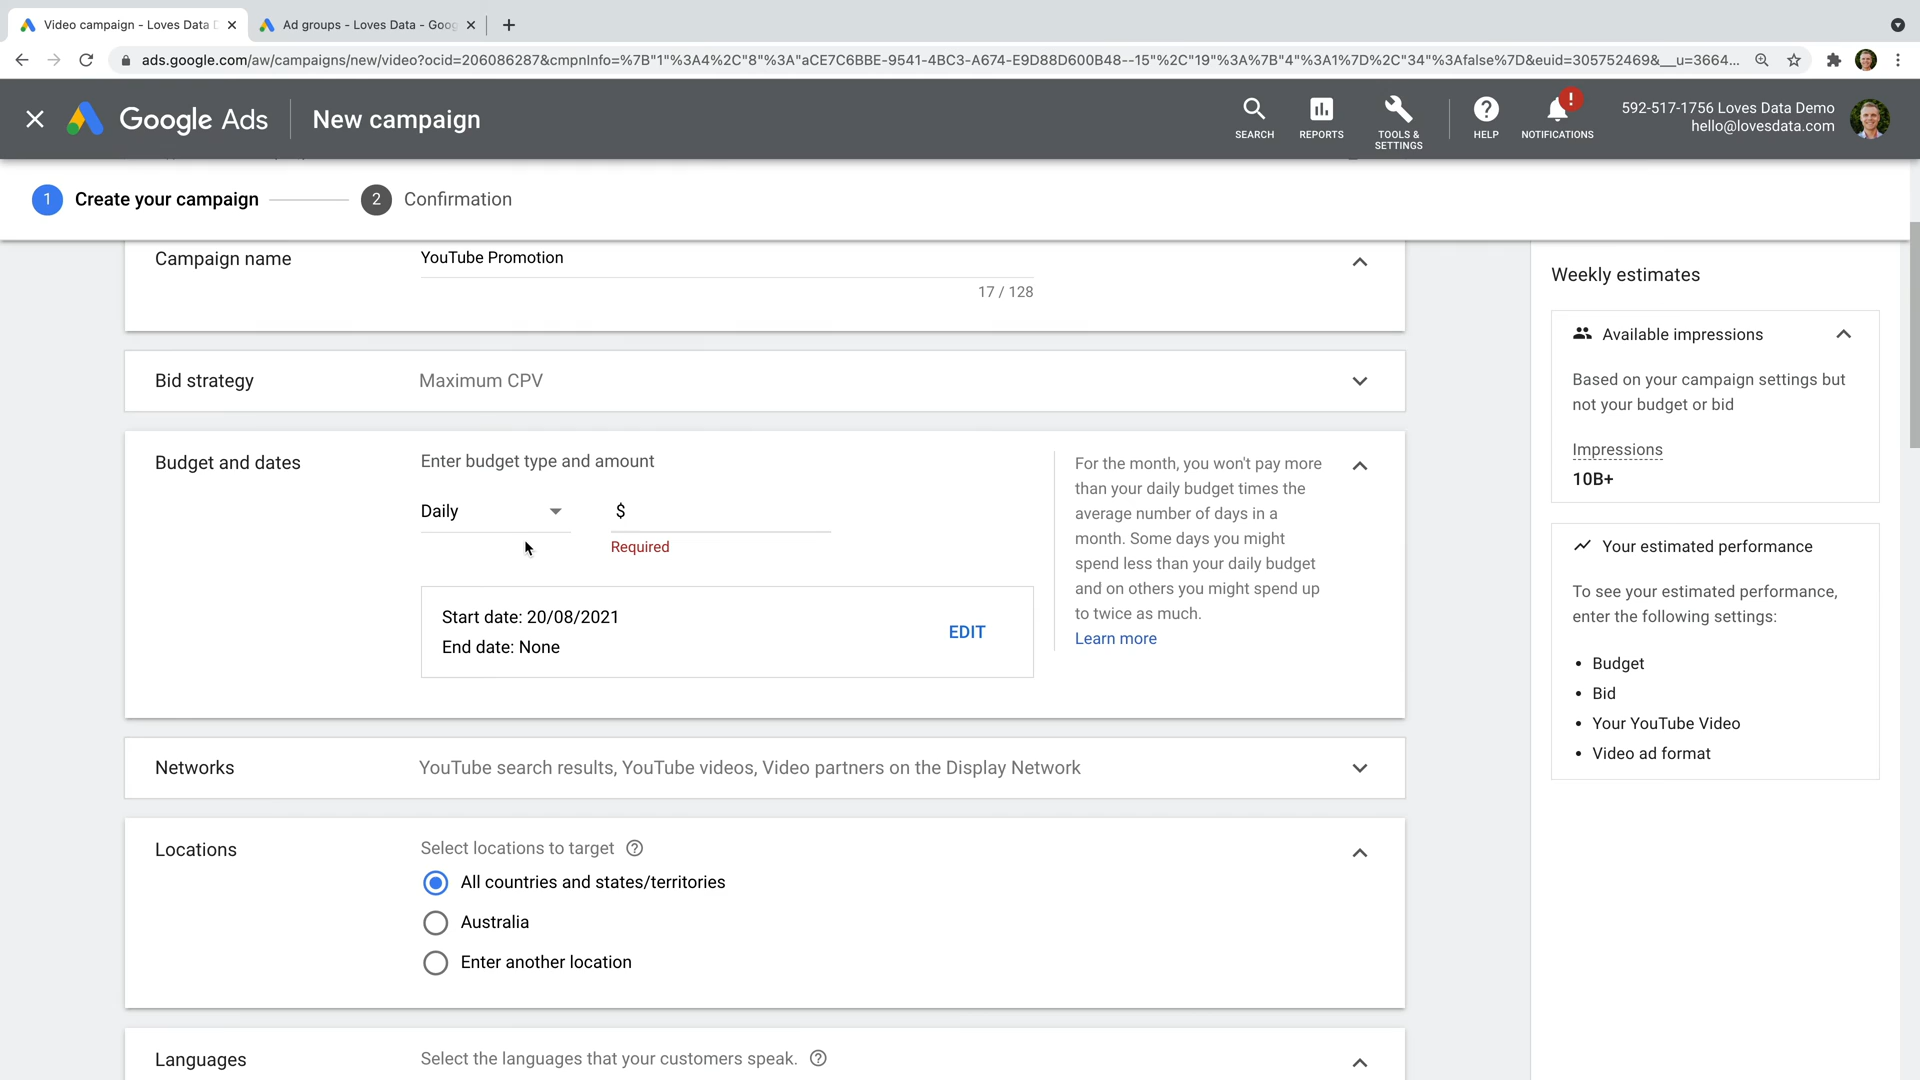 Video campaign - Loves Data D
Ad groups - Loves Data - Goog
ads.google.com/aw/campaigns/new/video?ocid=206086287&cmpnInfo=%7B"1"%3A4%2C"8"%3A"aCE7C6BBE-9541-4BC3-A674-E9D88D600B48--15"%2C"19"%3A%7B"4"%3A1%7D%2C"34"%3Afalse%7D&euid=305752469&__u=3664...
Google Ads
New campaign
SEARCH
REPORTS
TOOLS &
SETTINGS
HELP
!
NOTIFICATIONS
592-517-1756 Loves Data Demo
hello@lovesdata.com
1
Create your campaign
2
Confirmation
Campaign name
YouTube Promotion
17 / 128
Bid strategy
Maximum CPV
Budget and dates
Enter budget type and amount
Daily
$
Required
Start date: 20/08/2021
End date: None
EDIT
For the month, you won't pay more
than your daily budget times the
average number of days in a
month. Some days you might
spend less than your daily budget
and on others you might spend up
to twice as much.
Learn more
Networks
YouTube search results, YouTube videos, Video partners on the Display Network
Locations
Select locations to target
All countries and states/territories
Australia
Enter another location
Languages
Select the languages that your customers speak.
Weekly estimates
Available impressions
Based on your campaign settings but
not your budget or bid
Impressions
10B+
Your estimated performance
To see your estimated performance,
enter the following settings:
• Budget
• Bid
• Your YouTube Video
• Video ad format